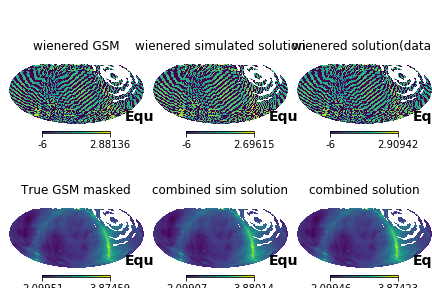 wienered GSM
wienered simulated solution
wienered solution(data
Equ
Equ
Equ
-6 2.88136
-6 2.69615
-6 2.90942
True GSM masked
combined sim solution
combined solution
Equ
Equ
Equ
2.09951 3.87459
2.09907 3.88014
2.09946 3.87423